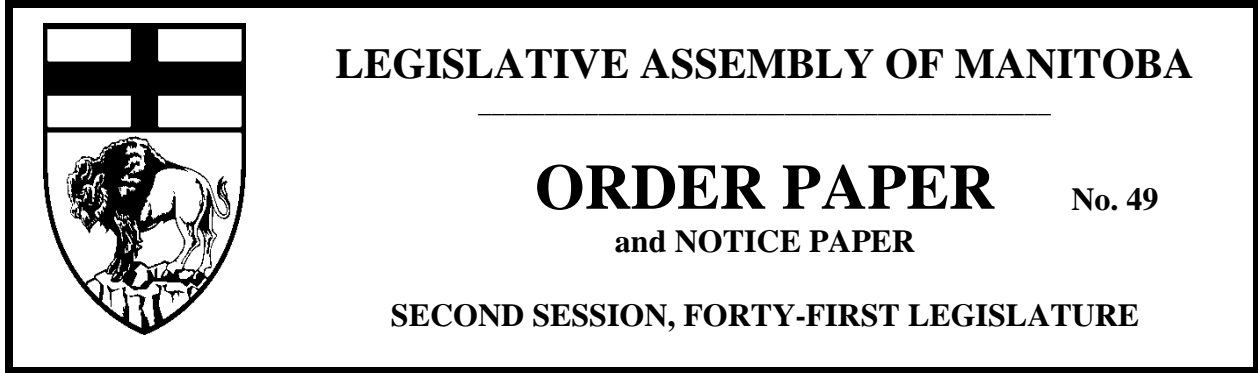 LEGISLATIVE ASSEMBLY OF MANITOBA
ORDER PAPER No. 49
and NOTICE PAPER
SECOND SESSION, FORTY-FIRST LEGISLATURE